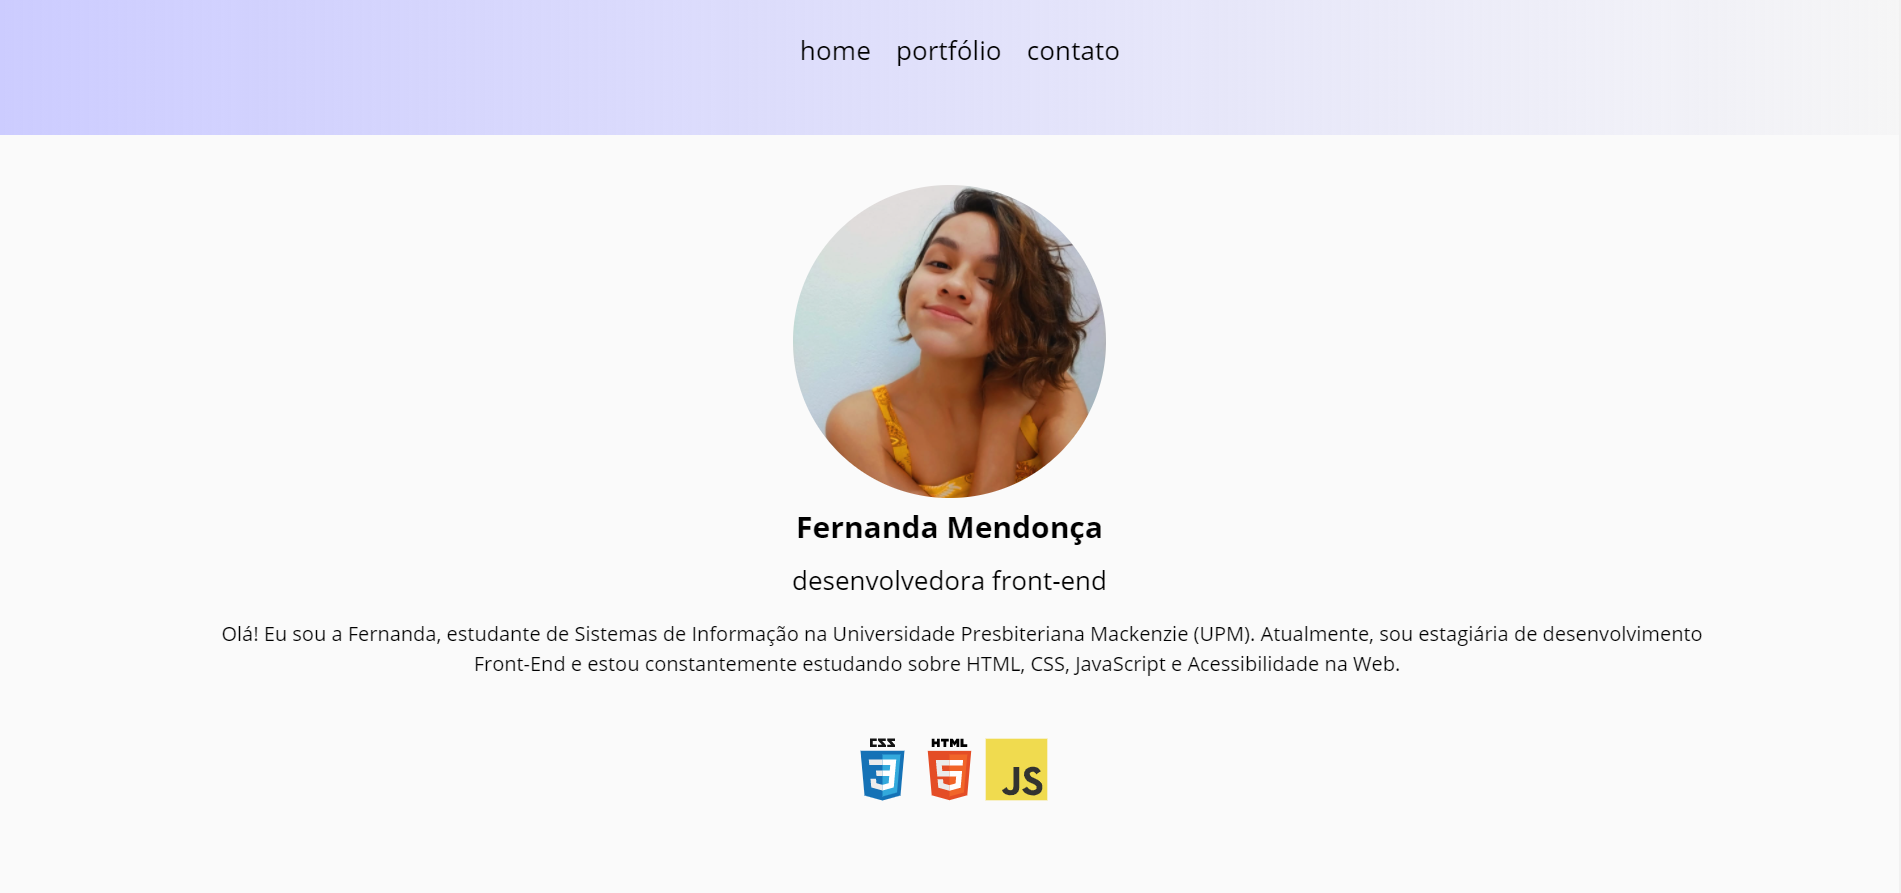 home portfólio contato
Fernanda Mendonça
desenvolvedora front-end
Olá! Eu sou a Fernanda, estudante de Sistemas de Informação na Universidade Presbiteriana Mackenzie (UPM). Atualmente, sou estagiária de desenvolvimento
Front-End e estou constantemente estudando sobre HTML, CSS, JavaScript e Acessibilidade na Web.
CSS HTML
3 5 JS